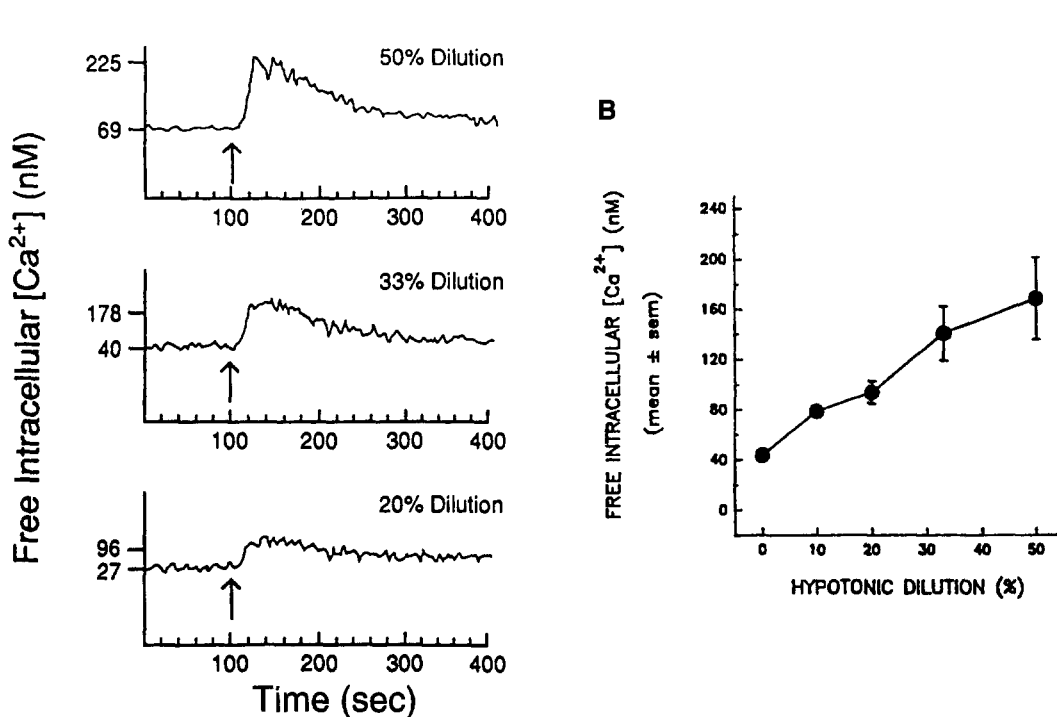 Free Intracellular [Ca2+] (nM)
50% Dilution
225
69
100 200 300 400
33% Dilution
178
40
100 200 300 400
20% Dilution
96
27
100 200 300 400
Time (sec)
B
FREE INTRACELLULAR [Ca2+] (nM)
(mean ± sem)
240
200
160
120
80
40
0
0 10 20 30 40 50
HYPOTONIC DILUTION (%)